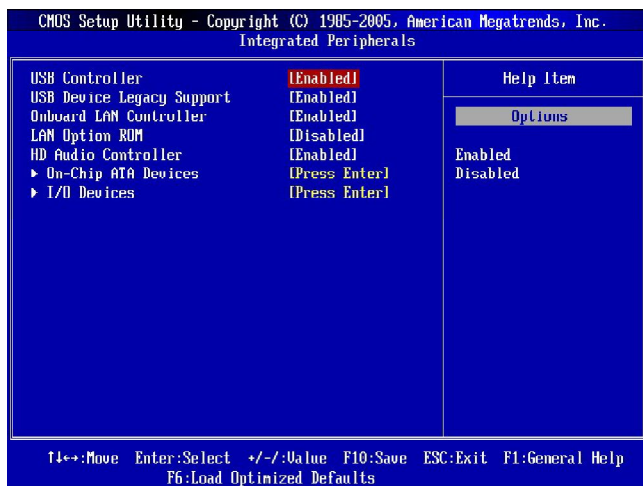 CMOS Setup Utility - Copyright (C) 1985-2005, American Megatrends, Inc.
Integrated Peripherals
USB Controller [Enabled]
USB Device Legacy Support [Enabled]
Onboard LAN Controller [Enabled]
LAN Option ROM [Disabled]
HD Audio Controller [Enabled]
▶ On-Chip ATA Devices [Press Enter]
▶ I/O Devices [Press Enter]
Help Item
Options
Enabled
Disabled
↑↓←→:Move Enter:Select +/-/:Value F10:Save ESC:Exit F1:General Help
F6:Load Optimized Defaults